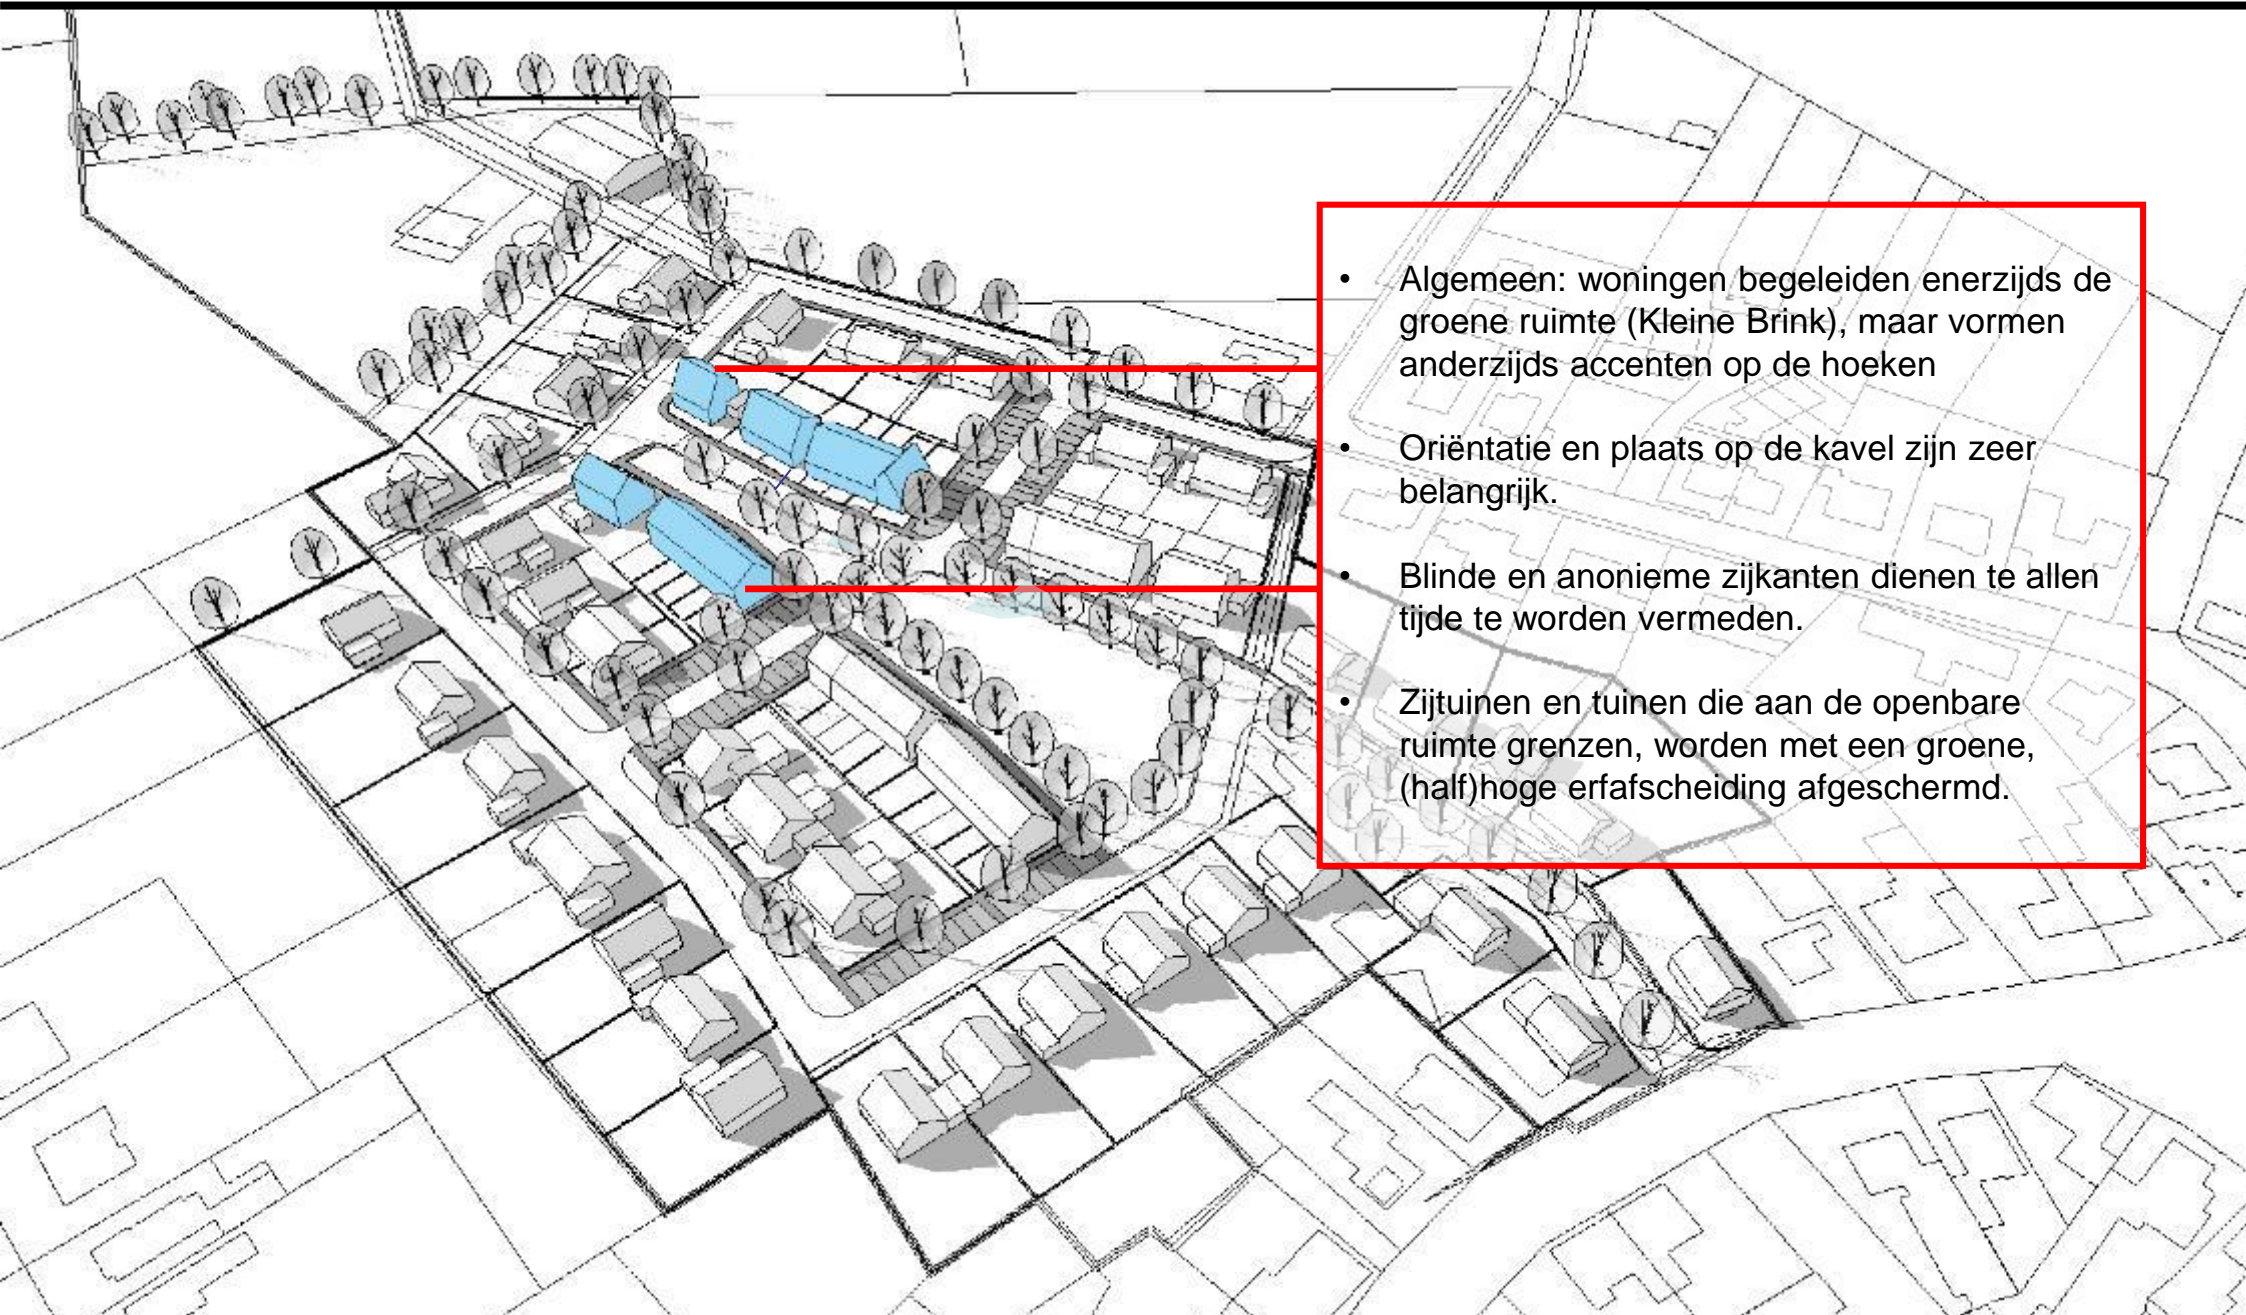 • Algemeen: woningen begeleiden enerzijds de
groene ruimte (Kleine Brink), maar vormen
anderzijds accenten op de hoeken
• Oriëntatie en plaats op de kavel zijn zeer
belangrijk.
• Blinde en anonieme zijkanten dienen te allen
tijde te worden vermeden.
• Zijtuinen en tuinen die aan de openbare
ruimte grenzen, worden met een groene,
(half)hoge erfafscheiding afgeschermd.